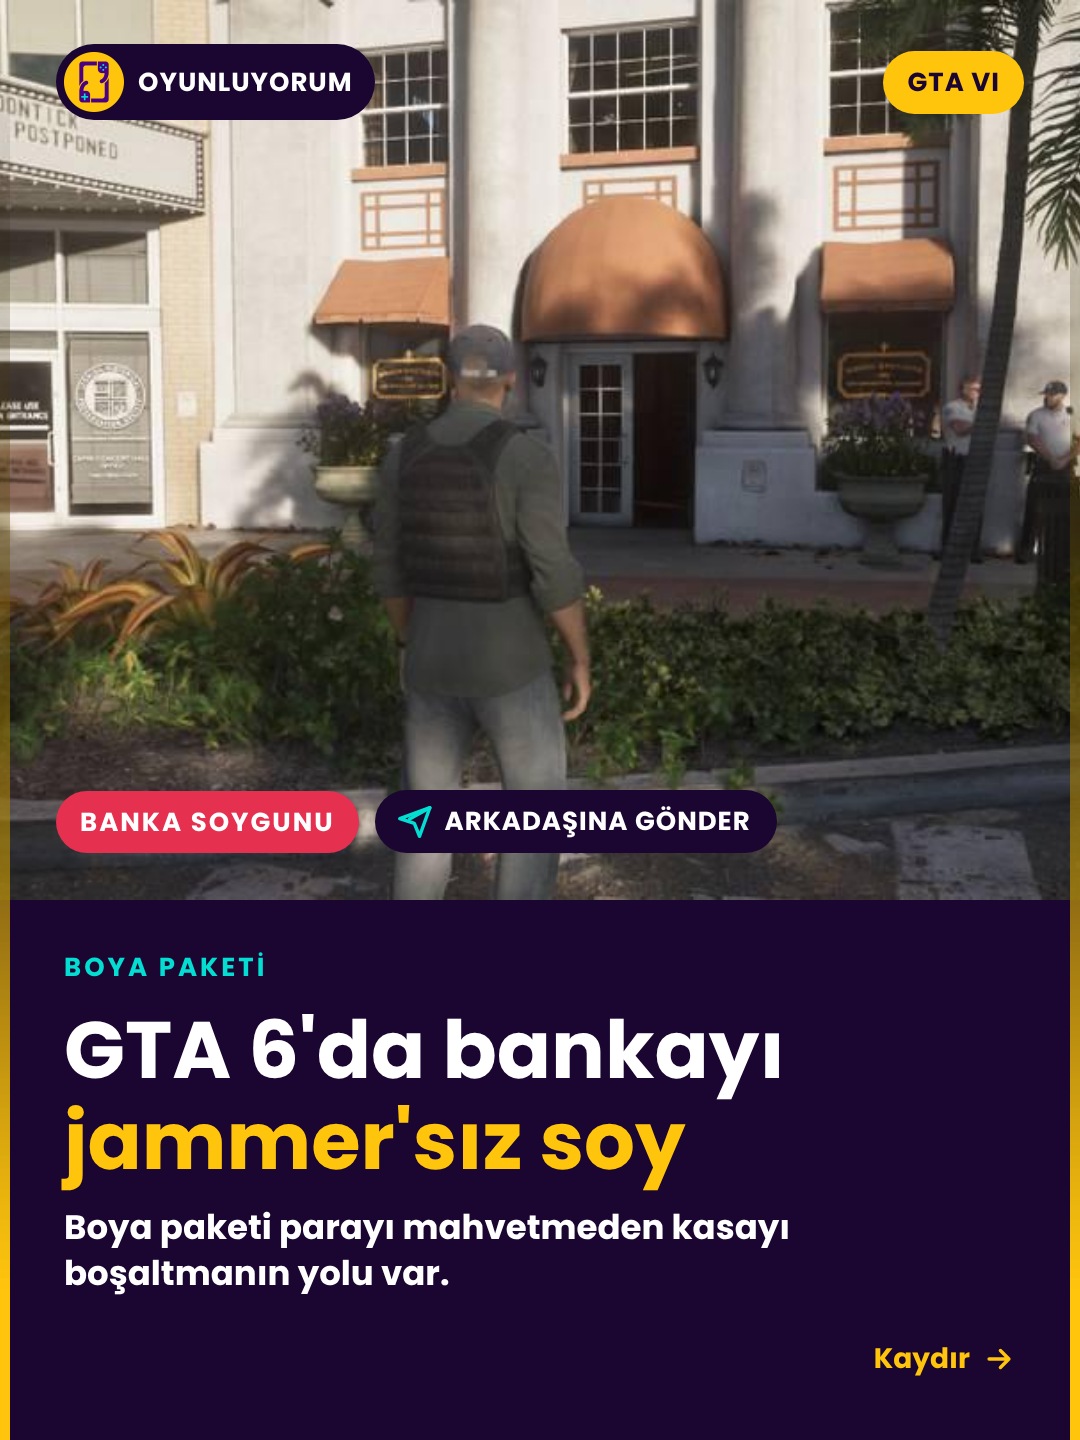 OYUNLUYORUM
GTA VI
POSTPONED
BANKA SOYGUNU
ARKADAŞINA GÖNDER
BOYA PAKETİ
GTA 6'da bankayı
jammer'sız soy
Boya paketi parayı mahvetmeden kasayı
boşaltmanın yolu var.
Kaydır